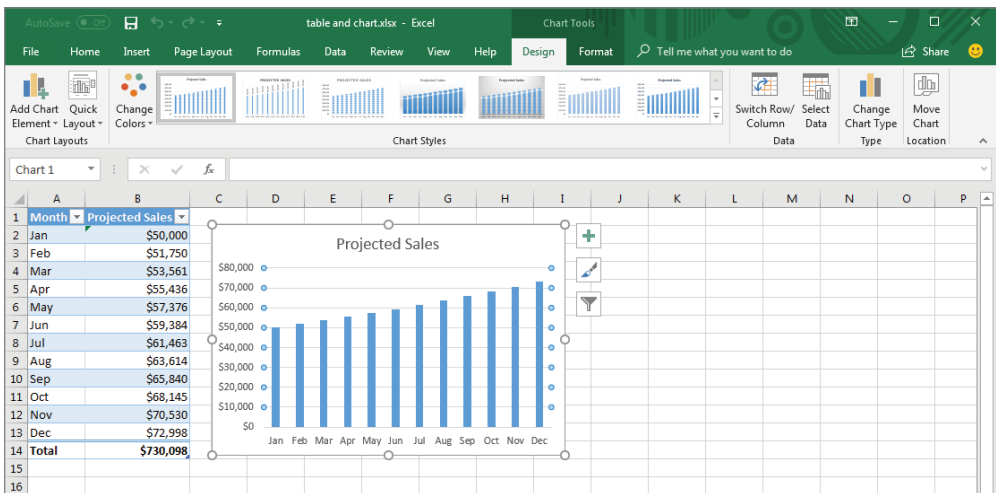 AutoSave Off table and chart.xlsx - Excel Chart Tools
File Home Insert Page Layout Formulas Data Review View Help Design Format Tell me what you want to do Share
Add Chart Element Quick Layout Change Colors Switch Row/ Column Select Data Change Chart Type Move Chart
Chart Layouts Chart Styles Data Type Location
Chart 1 fx
A B C D E F G H I J K L M N O P
1 Month Projected Sales
2 Jan $50,000
3 Feb $51,750
4 Mar $53,561
5 Apr $55,436
6 May $57,376
7 Jun $59,384
8 Jul $61,463
9 Aug $63,614
10 Sep $65,840
11 Oct $68,145
12 Nov $70,530
13 Dec $72,998
14 Total $730,098
15
16
Projected Sales
$80,000
$70,000
$60,000
$50,000
$40,000
$30,000
$20,000
$10,000
$0
Jan Feb Mar Apr May Jun Jul Aug Sep Oct Nov Dec